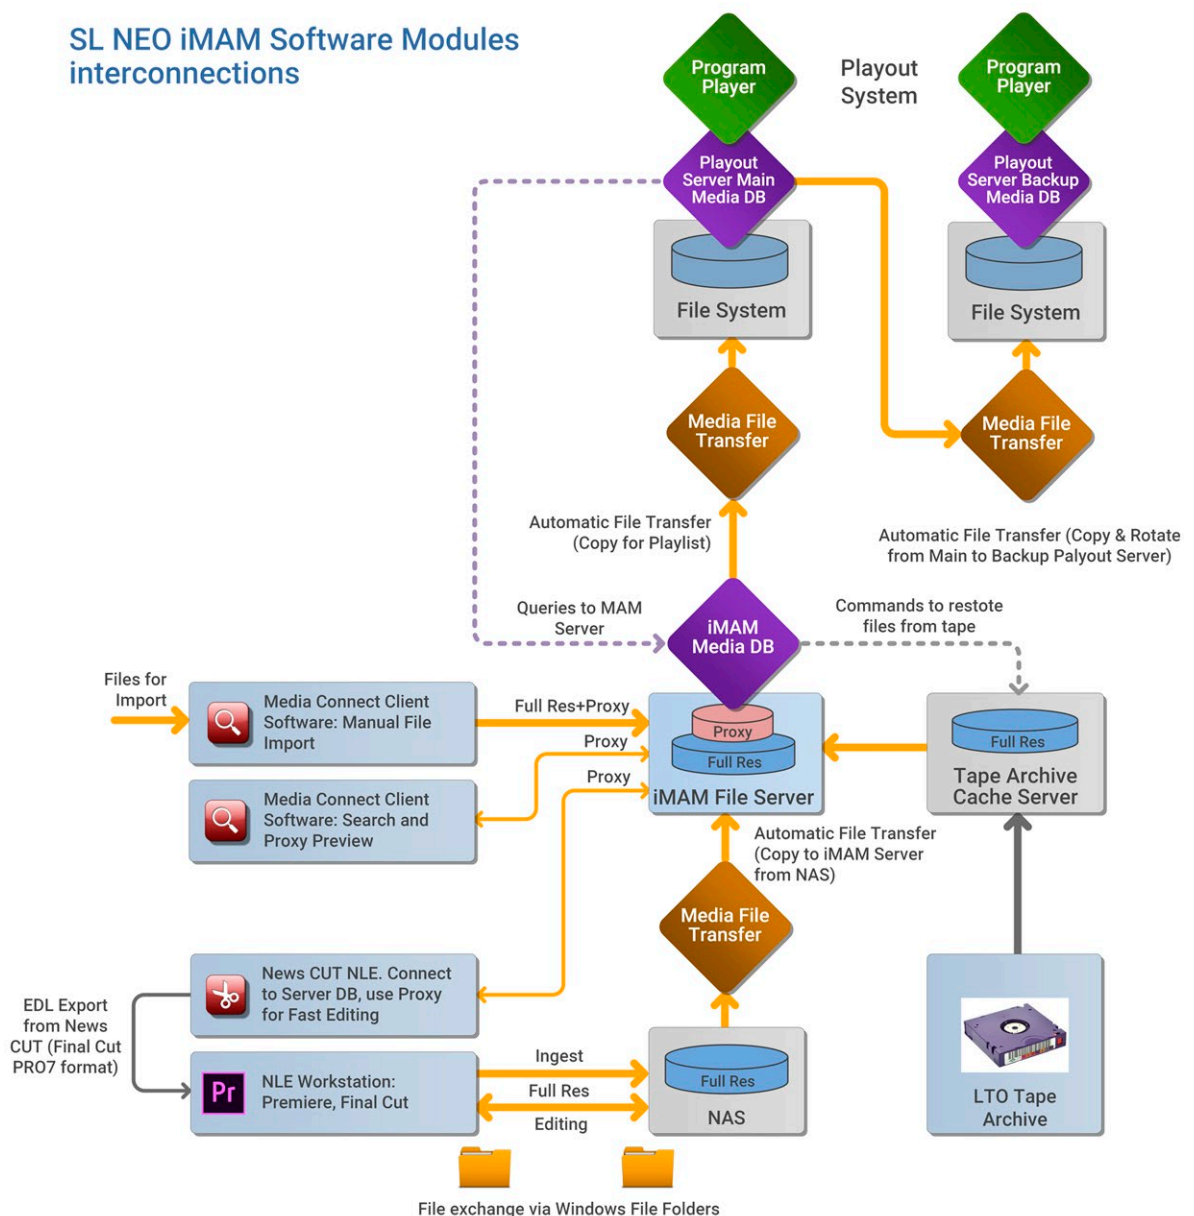 SL NEO iMAM Software Modules
interconnections
Program
Player
Playout
System
Program
Player
Playout
Server Main
Media DB
Playout
Server Backup
Media DB
File System
File System
Media File
Transfer
Media File
Transfer
Automatic File Transfer
(Copy for Playlist)
Automatic File Transfer (Copy & Rotate
from Main to Backup Palyout Server)
Queries to MAM
Server
iMAM
Media DB
Commands to restote
files from tape
Files for
Import
Media Connect Client
Software: Manual File
Import
Full Res+Proxy
Proxy
Proxy
Proxy
Full Res
iMAM File Server
Full Res
Tape Archive
Cache Server
Media Connect Client
Software: Search and
Proxy Preview
Automatic File Transfer
(Copy to iMAM Server
from NAS)
Media File
Transfer
News CUT NLE. Connect
to Server DB, use Proxy
for Fast Editing
EDL Export
from News
CUT (Final Cut
PRO7 format)
Pr
NLE Workstation:
Premiere, Final Cut
Ingest
Full Res
Editing
Full Res
NAS
LTO Tape
Archive
File exchange via Windows File Folders